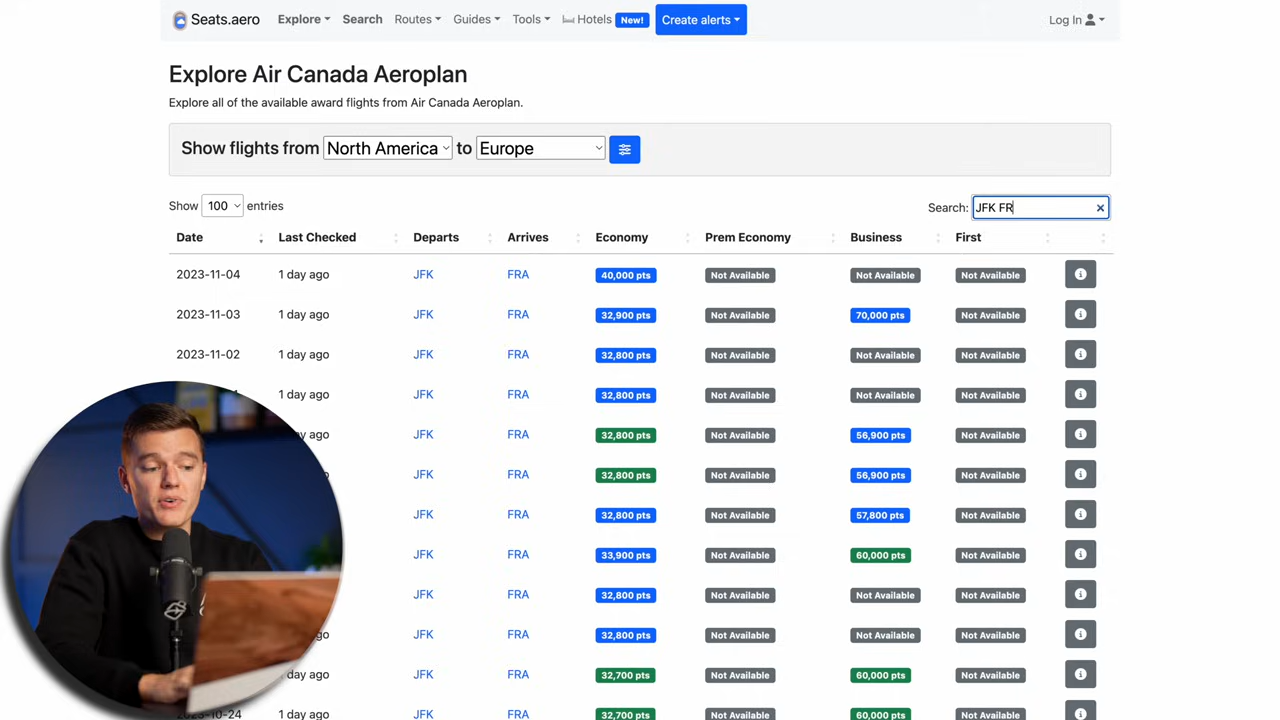 Seats.aero Explore Search Routes Guides Tools Hotels New! Create alerts Log In
Explore Air Canada Aeroplan
Explore all of the available award flights from Air Canada Aeroplan.
Show flights from North America to Europe
Show 100 entries Search: JFK FR
Date Last Checked Departs Arrives Economy Prem Economy Business First
2023-11-04 1 day ago JFK FRA 40,000 pts Not Available Not Available Not Available
2023-11-03 1 day ago JFK FRA 32,900 pts Not Available 70,000 pts Not Available
2023-11-02 1 day ago JFK FRA 32,800 pts Not Available Not Available Not Available
1 day ago JFK FRA 32,800 pts Not Available Not Available Not Available
ago JFK FRA 32,800 pts Not Available 56,900 pts Not Available
JFK FRA 32,800 pts Not Available 56,900 pts Not Available
JFK FRA 32,800 pts Not Available 57,800 pts Not Available
JFK FRA 33,900 pts Not Available 60,000 pts Not Available
JFK FRA 32,800 pts Not Available Not Available Not Available
JFK FRA 32,800 pts Not Available Not Available Not Available
day ago JFK FRA 32,700 pts Not Available 60,000 pts Not Available
2023-10-24 1 day ago JFK FRA 32,700 pts Not Available 60,000 pts Not Available